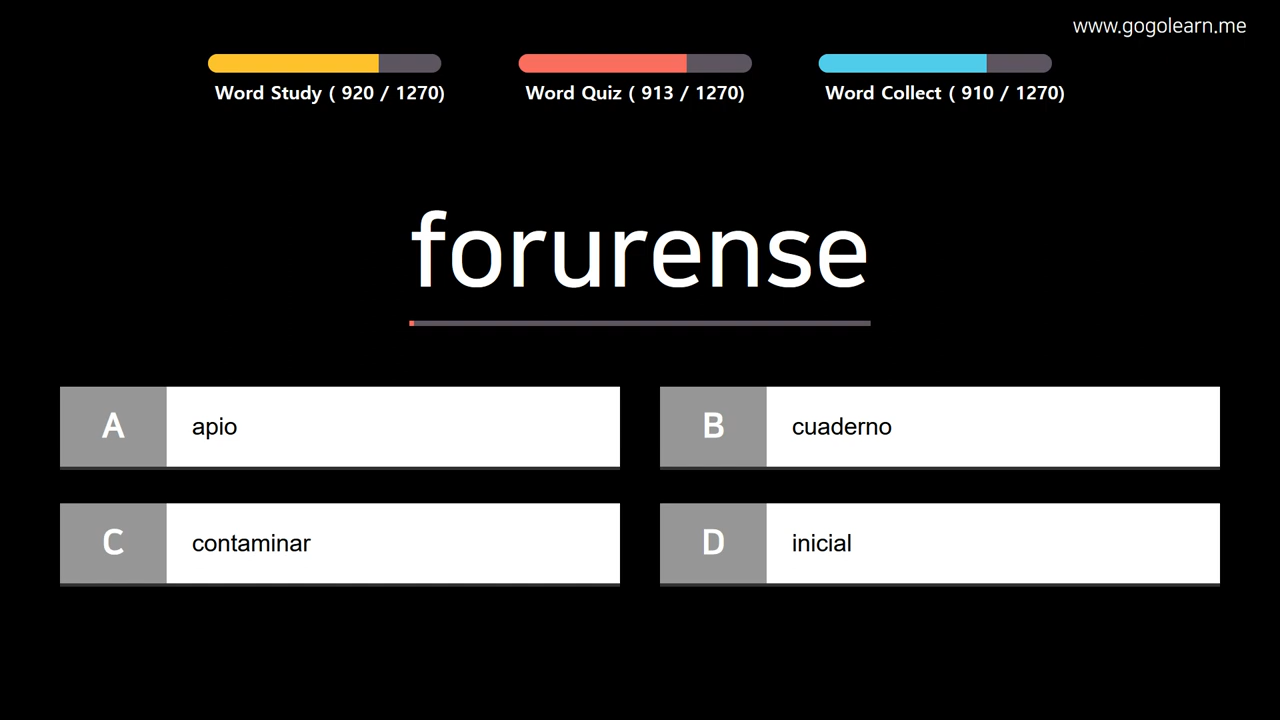 www.gogolearn.me
Word Study ( 920 / 1270)
Word Quiz ( 913 / 1270)
Word Collect ( 910 / 1270)
forurense
A apio
B cuaderno
C contaminar
D inicial